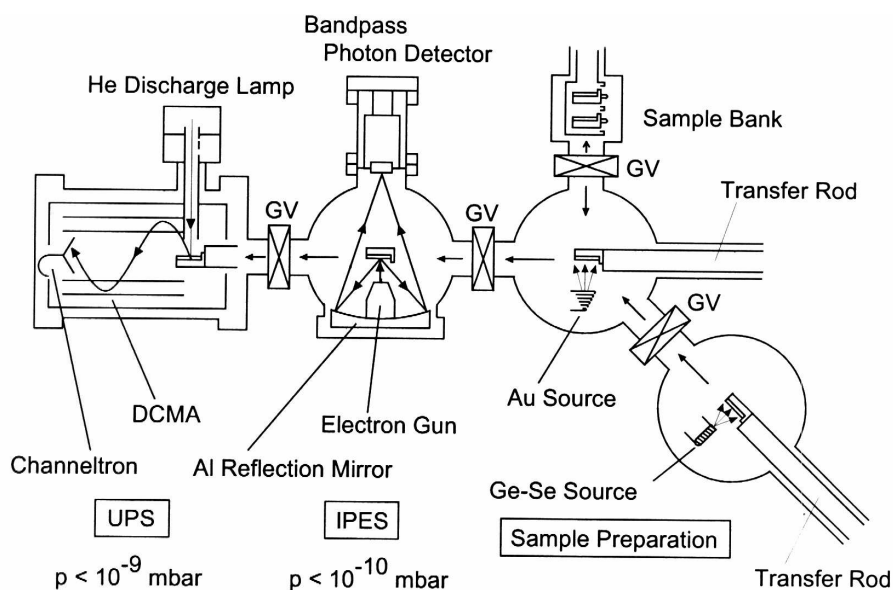 Bandpass
Photon Detector
He Discharge Lamp
Sample Bank
GV
Transfer Rod
GV
GV
GV
DCMA
Electron Gun
Au Source
Channeltron
Al Reflection Mirror
Ge-Se Source
UPS
IPES
Sample Preparation
p < 10⁻⁹ mbar
p < 10⁻¹⁰ mbar
Transfer Rod